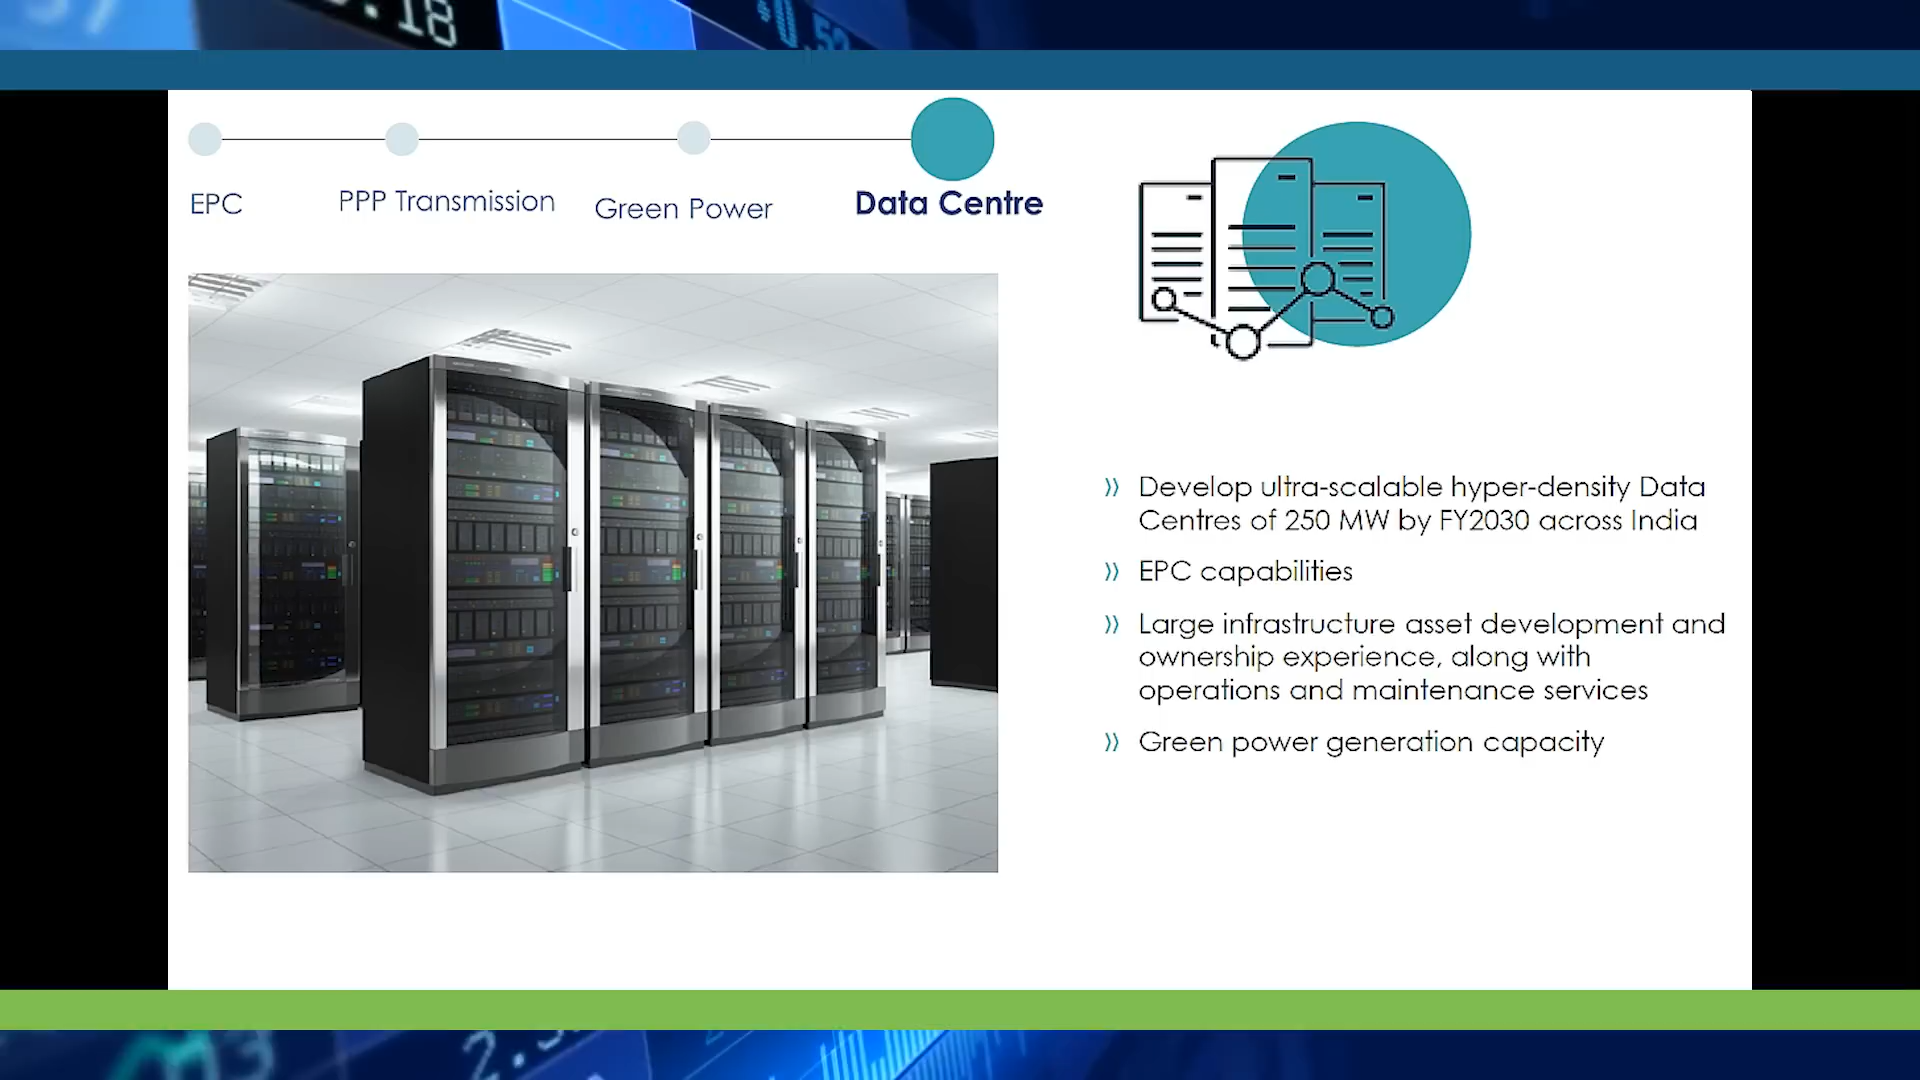 EPC
PPP Transmission
Green Power
Data Centre
» Develop ultra-scalable hyper-density Data
Centres of 250 MW by FY2030 across India
» EPC capabilities
» Large infrastructure asset development and
ownership experience, along with
operations and maintenance services
» Green power generation capacity